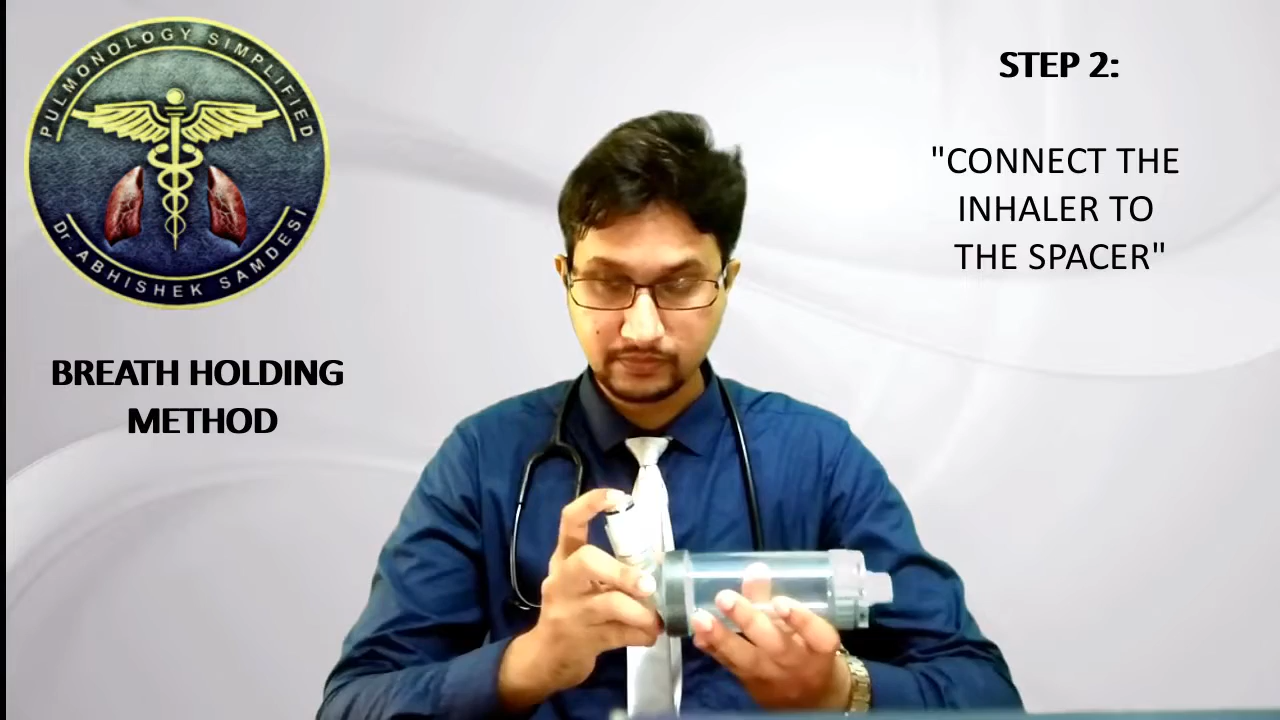 PULMONOLOGY SIMPLIFIED
Dr. ABHISHEK SAMDESI
BREATH HOLDING
METHOD
STEP 2:
"CONNECT THE
INHALER TO
THE SPACER"